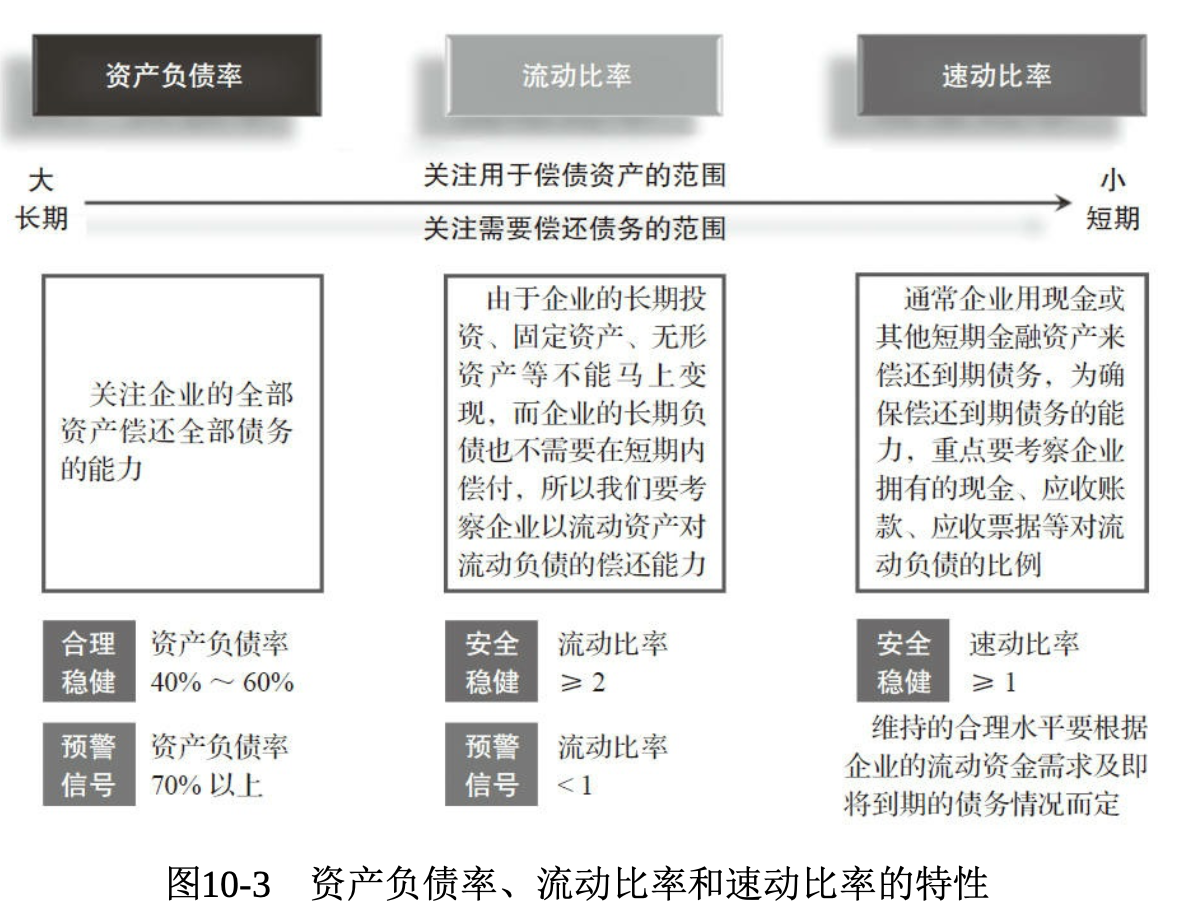 资产负债率
流动比率
速动比率
大
长期
关注用于偿债资产的范围
关注需要偿还债务的范围
小
短期
关注企业的全部
资产偿还全部债务
的能力
由于企业的长期投
资、固定资产、无形
资产等不能马上变
现，而企业的长期负
债也不需要在短期内
偿付，所以我们要考
察企业以流动资产对
流动负债的偿还能力
通常企业用现金或
其他短期金融资产来
偿还到期债务，为确
保偿还到期债务的能
力，重点要考察企业
拥有的现金、应收账
款、应收票据等对流
动负债的比例
合理
稳健
资产负债率
40%～60%
预警
信号
资产负债率
70% 以上
安全
稳健
流动比率
≥ 2
预警
信号
流动比率
< 1
安全
稳健
速动比率
≥ 1
维持的合理水平要根据
企业的流动资金需求及即
将到期的债务情况而定
图10-3　资产负债率、流动比率和速动比率的特性